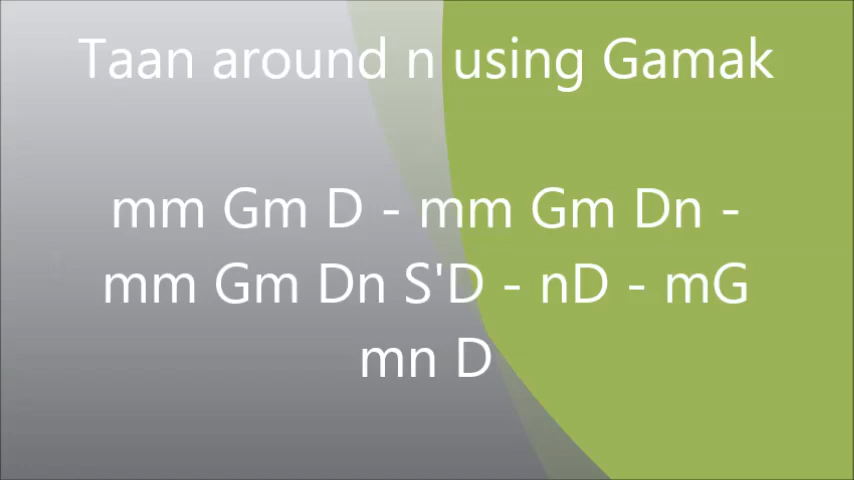 Taan around n using Gamak
mm Gm D - mm Gm Dn -
mm Gm Dn S'D - nD - mG
mn D